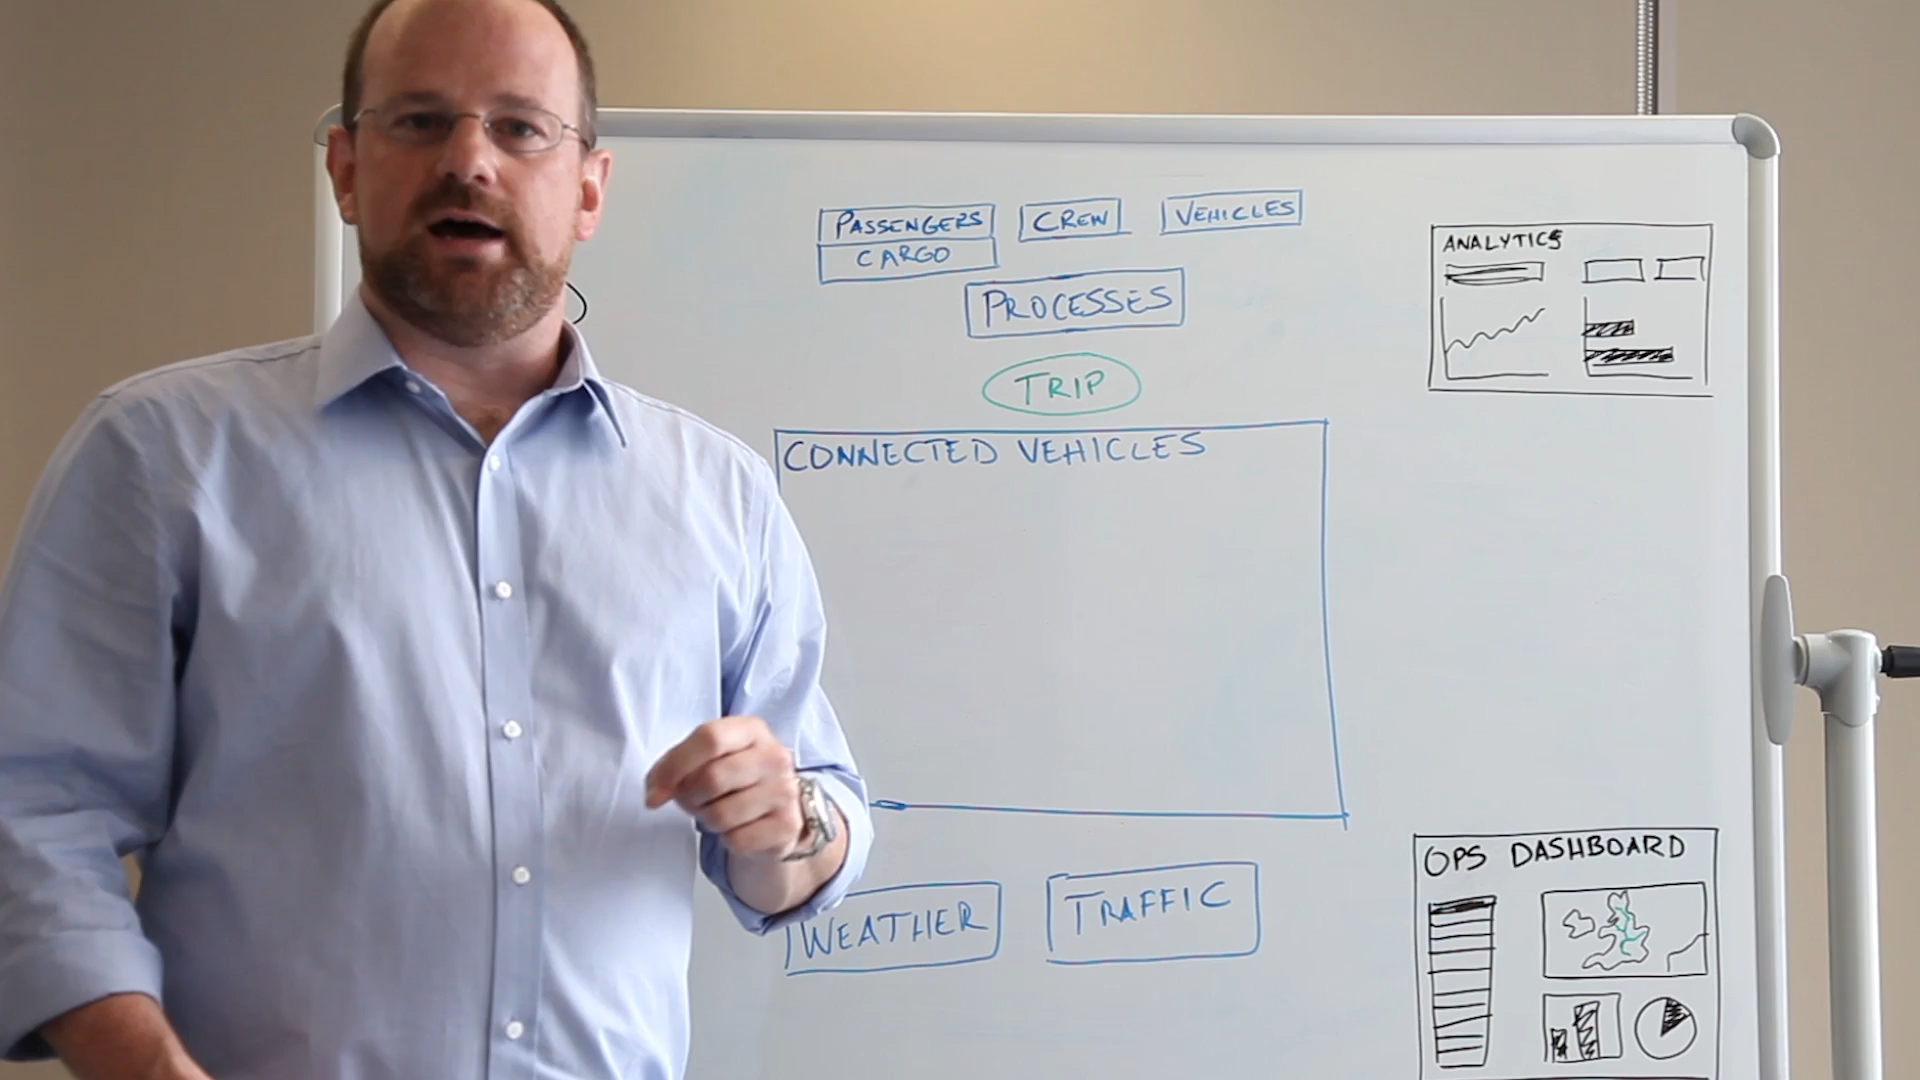 PASSENGERS
CREW
VEHICLES
CARGO
PROCESSES
TRIP
CONNECTED VEHICLES
WEATHER
TRAFFIC
ANALYTICS
OPS DASHBOARD